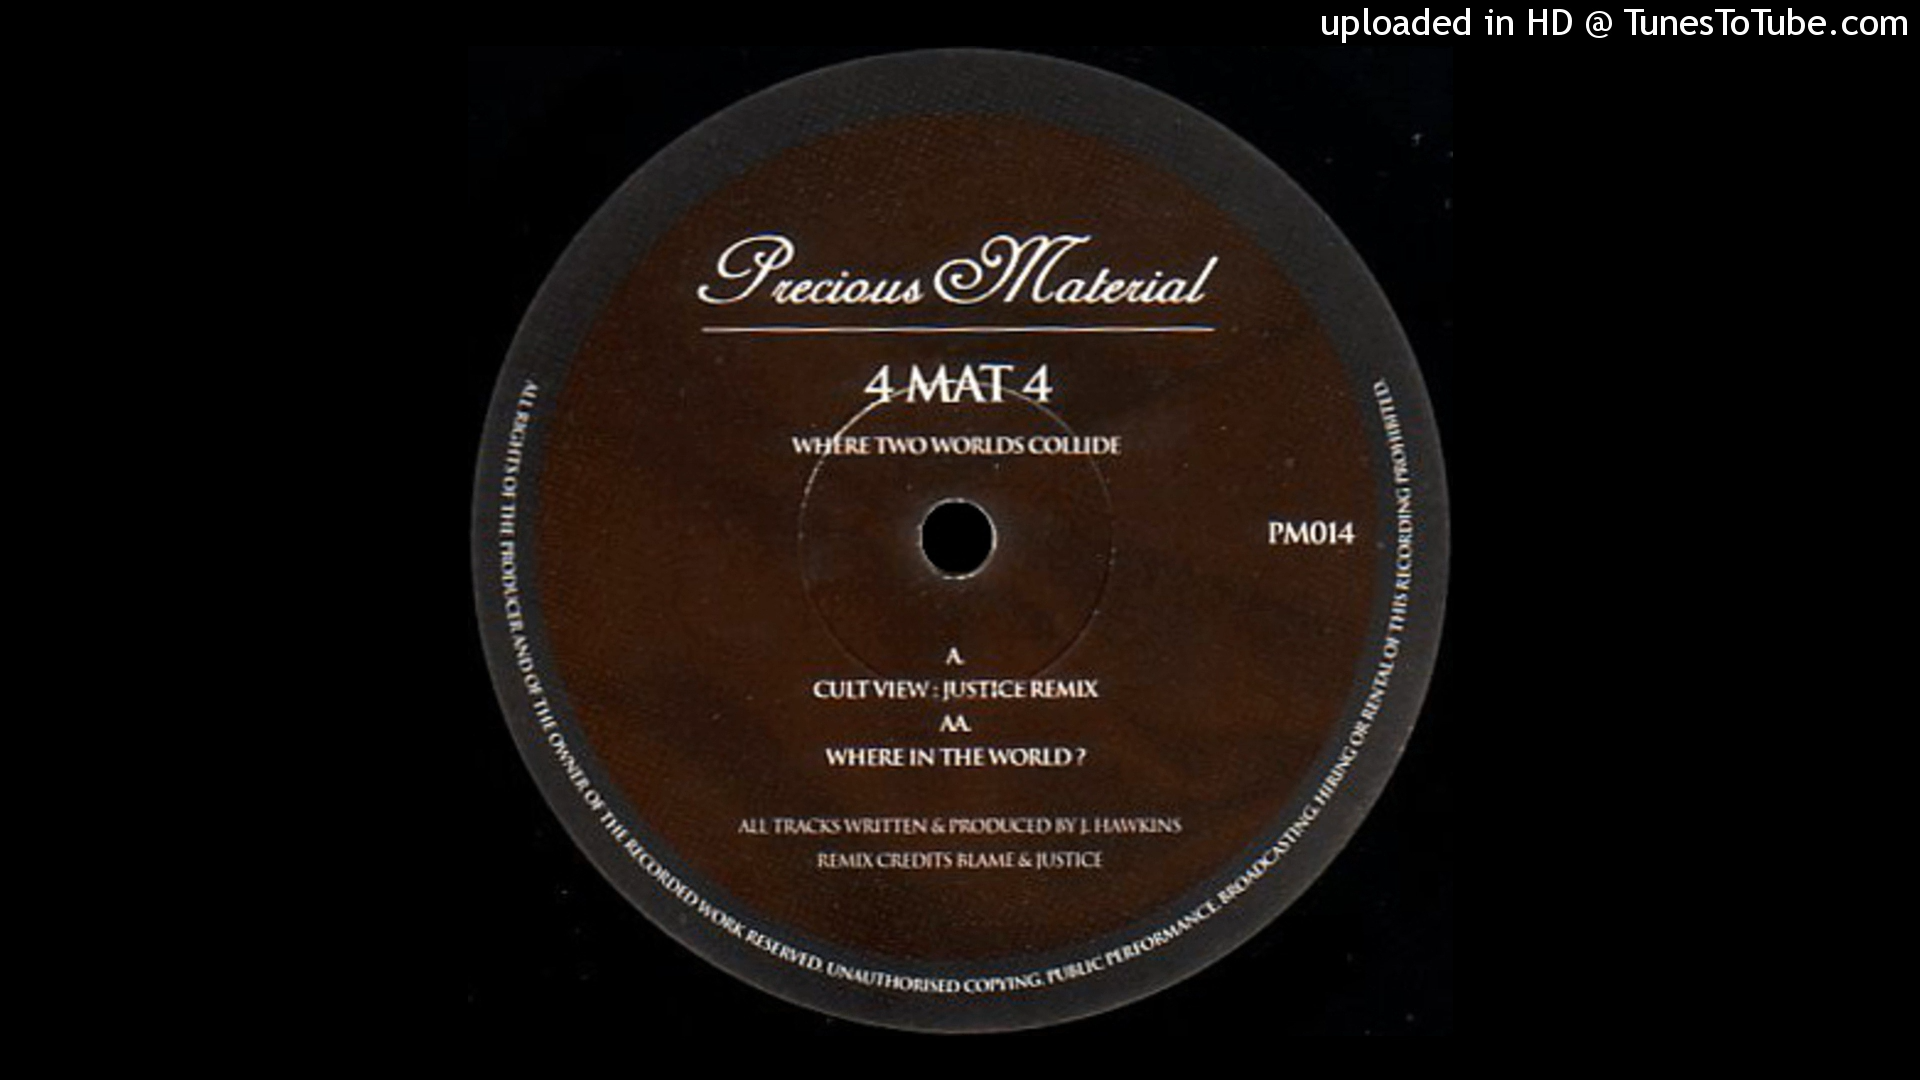 uploaded in HD @ TunesToTube.com
Precious Material
4 MAT 4
WHERE TWO WORLDS COLLIDE
PM014
A.
CULT VIEW : JUSTICE REMIX
AA.
WHERE IN THE WORLD ?
ALL TRACKS WRITTEN & PRODUCED BY J. HAWKINS
REMIX CREDITS BLAME & JUSTICE
ALL RIGHTS OF THE PRODUCER AND OF THE OWNER OF THE RECORDED WORK RESERVED. UNAUTHORISED COPYING. PUBLIC PERFORMANCE. BROADCASTING. HIRING OR RENTAL OF THIS RECORDING PROHIBITED.